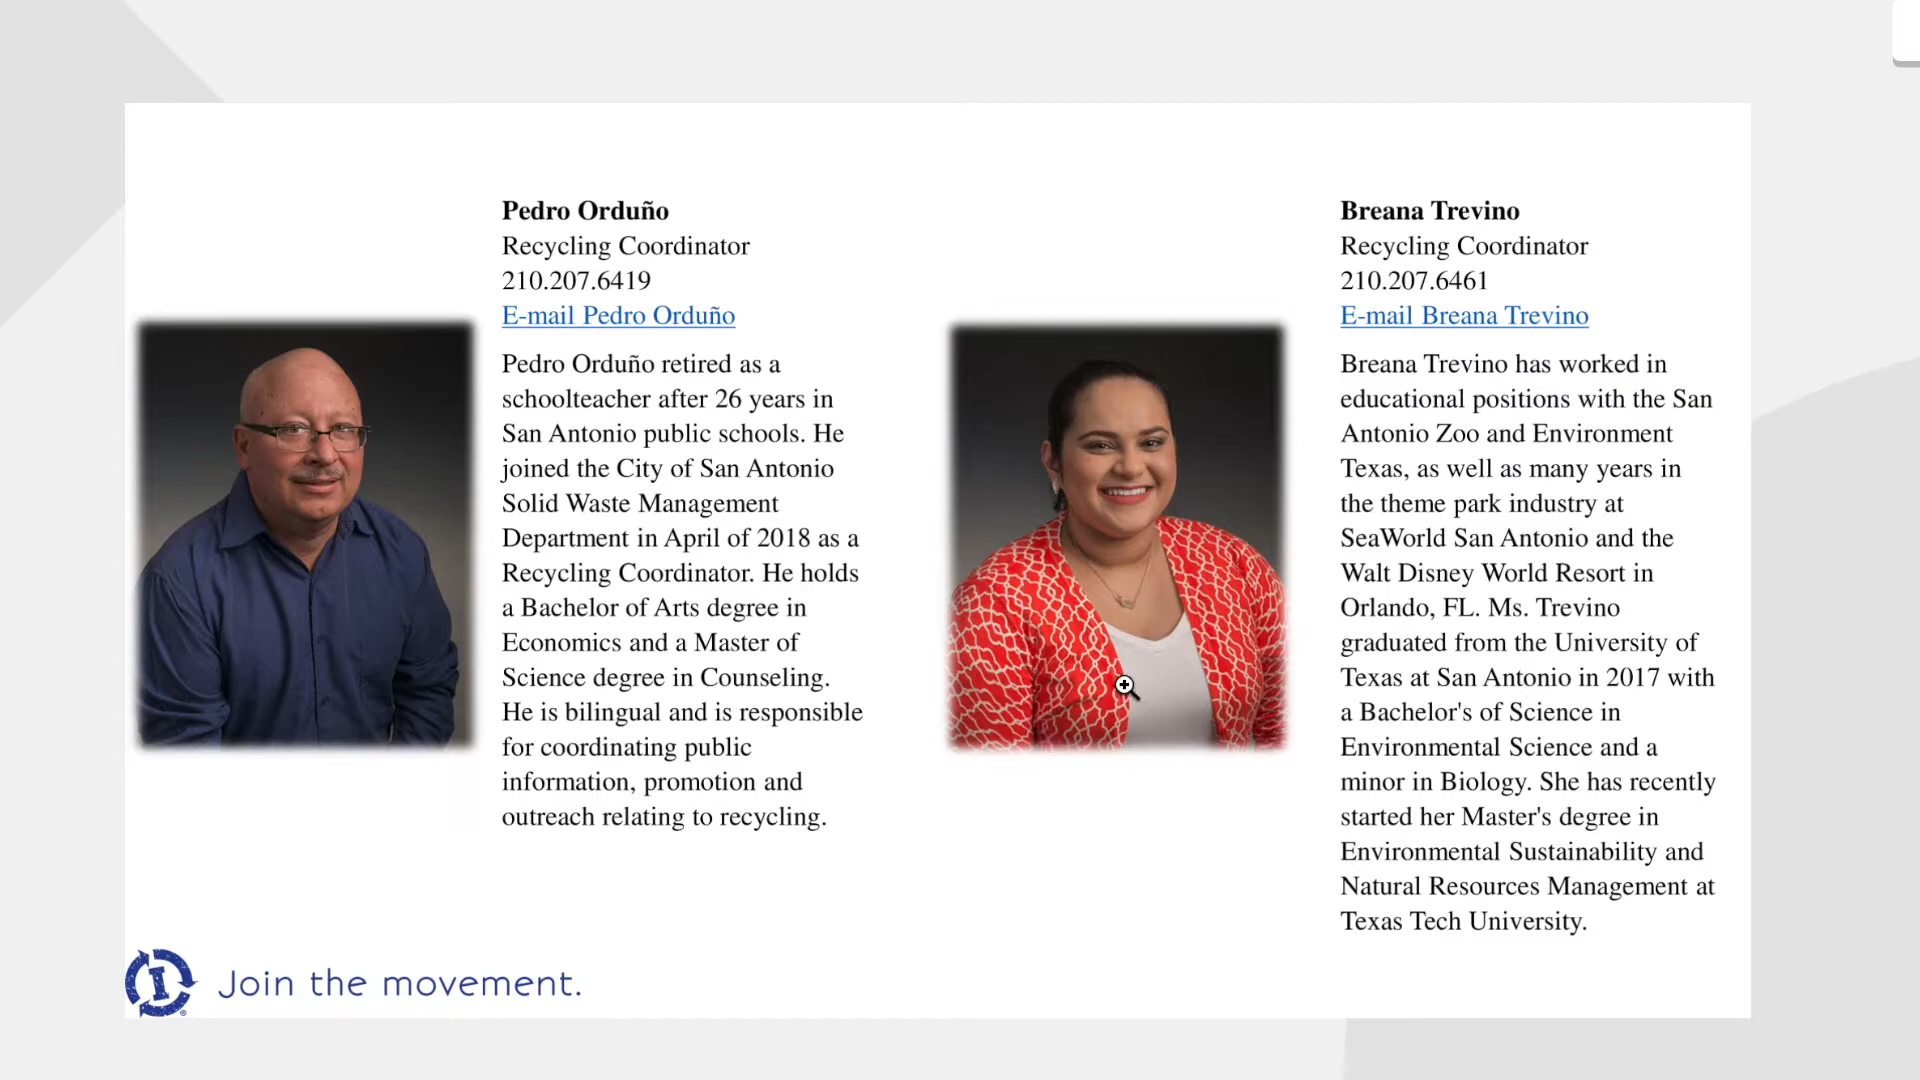 Pedro Orduño
Recycling Coordinator
210.207.6419
E-mail Pedro Orduño
Pedro Orduño retired as a
schoolteacher after 26 years in
San Antonio public schools. He
joined the City of San Antonio
Solid Waste Management
Department in April of 2018 as a
Recycling Coordinator. He holds
a Bachelor of Arts degree in
Economics and a Master of
Science degree in Counseling.
He is bilingual and is responsible
for coordinating public
information, promotion and
outreach relating to recycling.
Breana Trevino
Recycling Coordinator
210.207.6461
E-mail Breana Trevino
Breana Trevino has worked in
educational positions with the San
Antonio Zoo and Environment
Texas, as well as many years in
the theme park industry at
SeaWorld San Antonio and the
Walt Disney World Resort in
Orlando, FL. Ms. Trevino
graduated from the University of
Texas at San Antonio in 2017 with
a Bachelor's of Science in
Environmental Science and a
minor in Biology. She has recently
started her Master's degree in
Environmental Sustainability and
Natural Resources Management at
Texas Tech University.
I ®
Join the movement.